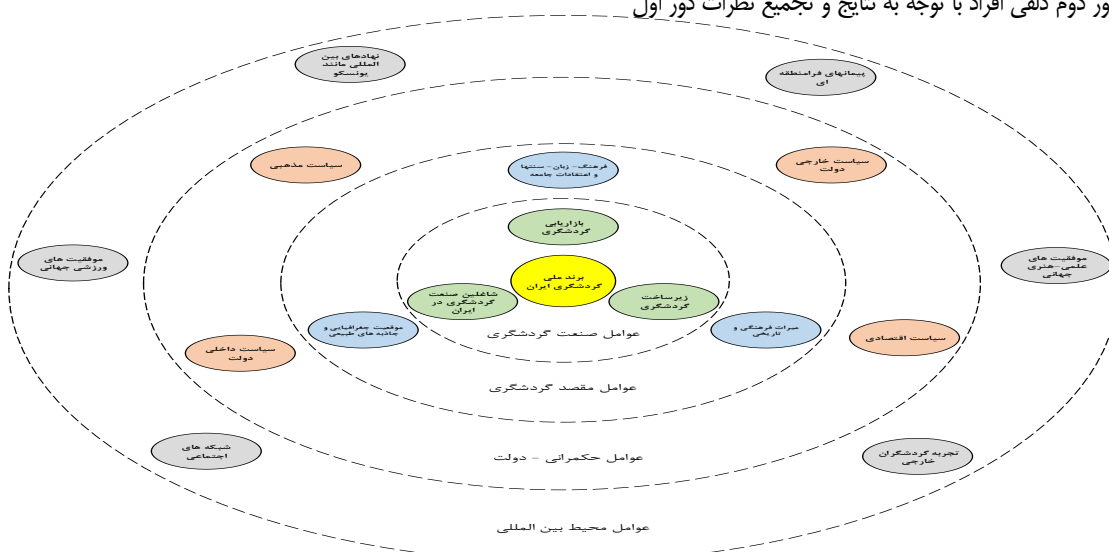 ور دوم دلفی افراد با توجه به نتایج و تجمیع نظرات دور اول
نهادهای بین
المللی مانند
یونسکو
پیمانهای فرامنطقه
ای
سیاست مذهبی
فرهنگ- زبان- سنتها
و اعتقادات جامعه
سیاست خارجی
دولت
بازاریابی
گردشگری
موفقیت های
ورزشی جهانی
برند ملی
گردشگری ایران
موفقیت های
علمی-هنری
جهانی
شاغلین صنعت
گردشگری در
ایران
زیرساخت
گردشگری
موقعیت جغرافیایی و
جاذبه های طبیعی
عوامل صنعت گردشگری
میراث فرهنگی و
تاریخی
سیاست داخلی
دولت
سیاست اقتصادی
عوامل مقصد گردشگری
شبکه های
اجتماعی
عوامل حکمرانی - دولت
تجربه گردشگران
خارجی
عوامل محیط بین المللی